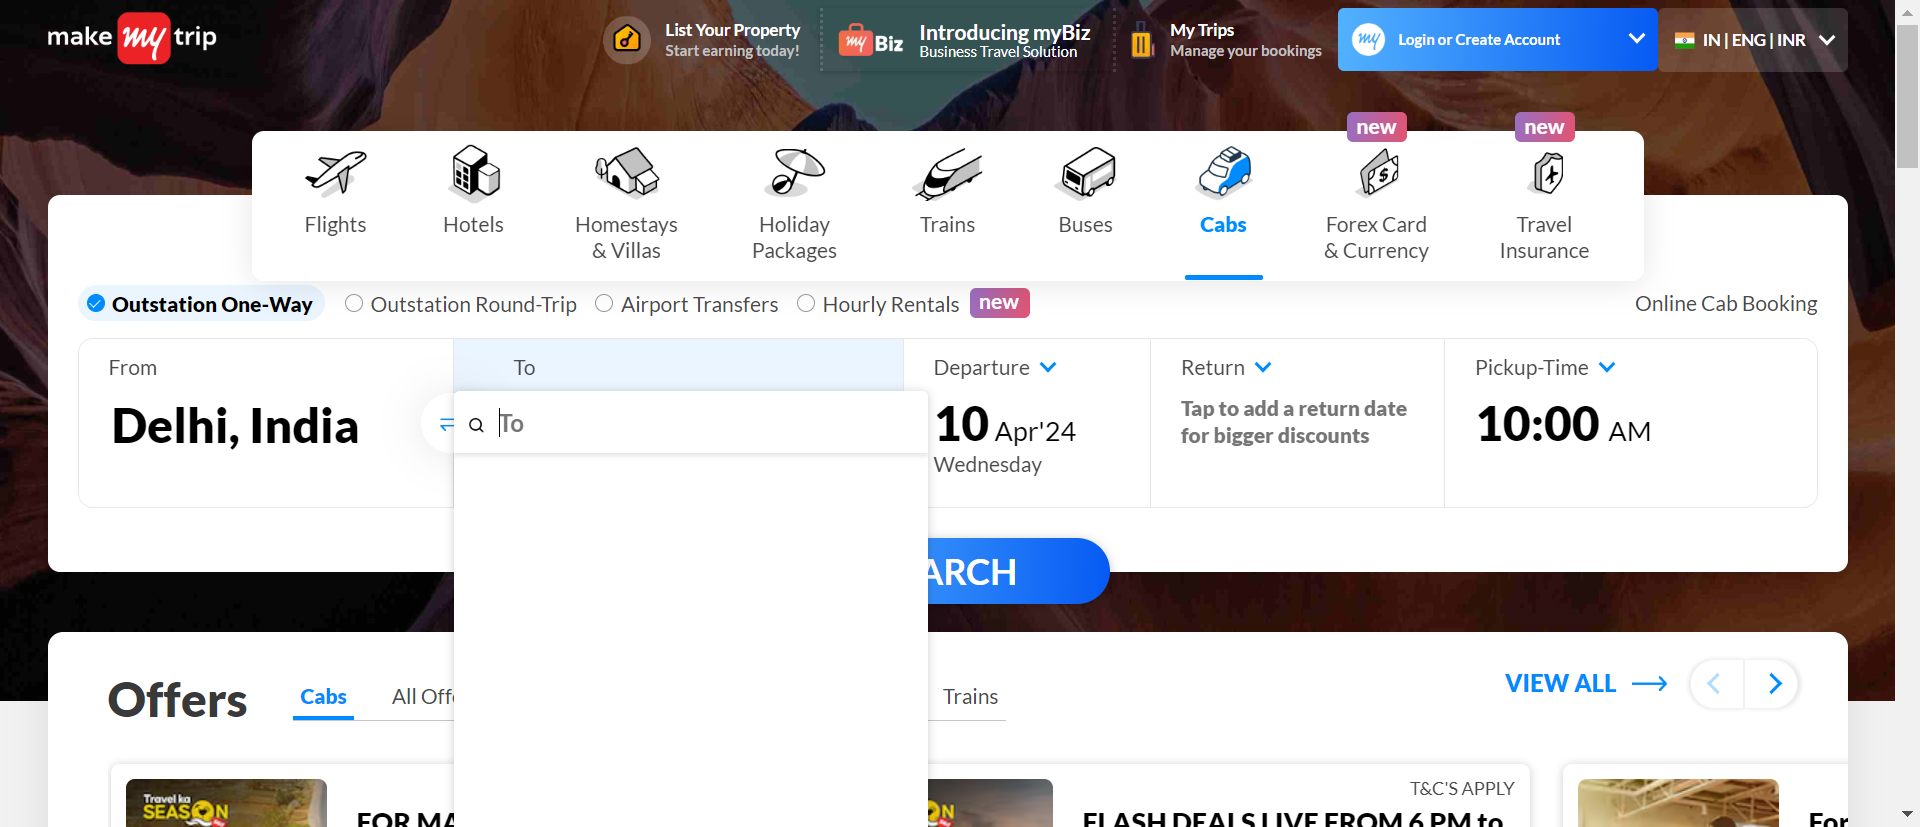 make my trip
List Your Property
Start earning today!
my Biz
Introducing myBiz
Business Travel Solution
My Trips
Manage your bookings
my
Login or Create Account
IN | ENG | INR
new
new
Flights
Hotels
Homestays
& Villas
Holiday
Packages
Trains
Buses
Cabs
Forex Card
& Currency
Travel
Insurance
Outstation One-Way
Outstation Round-Trip
Airport Transfers
Hourly Rentals
new
Online Cab Booking
From
Delhi, India
To
To
Departure
10 Apr'24
Wednesday
Return
Tap to add a return date
for bigger discounts
Pickup-Time
10:00 AM
ARCH
Offers
Cabs
All Off
Trains
VIEW ALL
Travel ka
SEASON
FOR MA
T&C'S APPLY
FLASH DEALS LIVE FROM 6 PM to
For